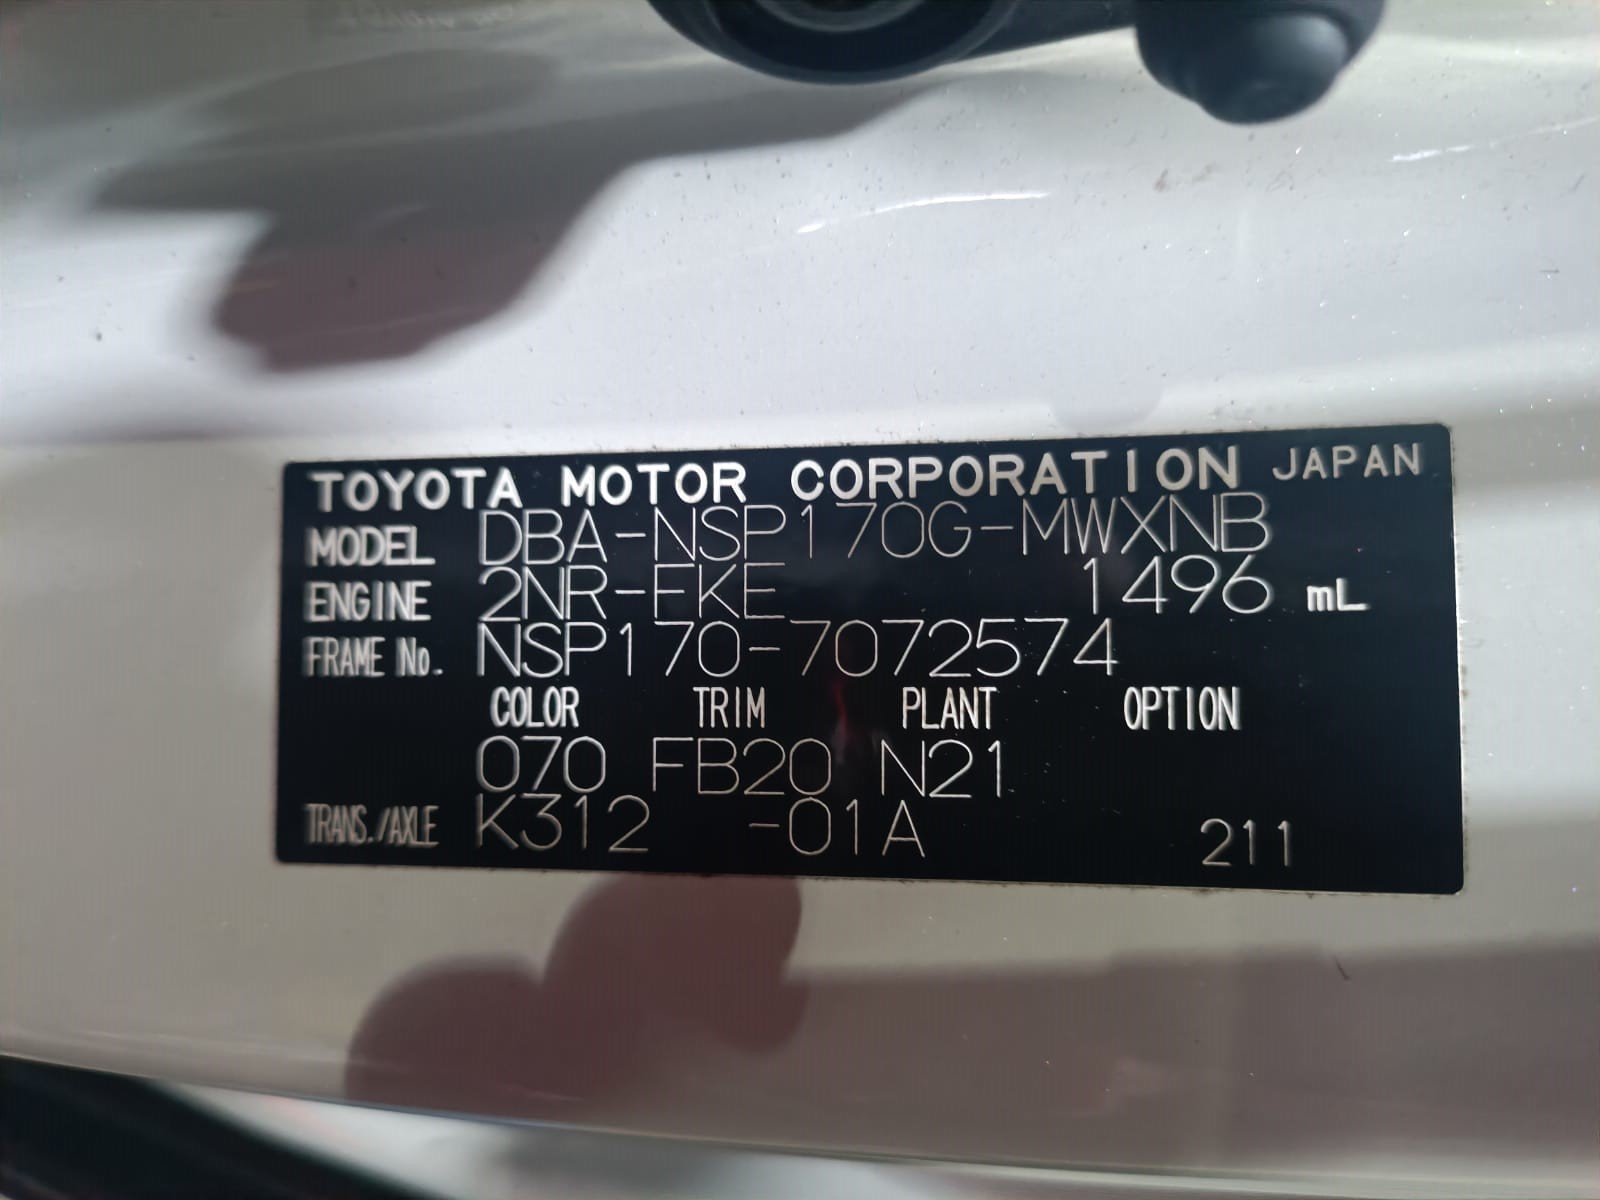 TOYOTA MOTOR CORPORATION JAPAN
MODEL DBA-NSP170G-MWXNB
ENGINE 2NR-FKE 1496 mL
FRAME No. NSP170-7072574
COLOR TRIM PLANT OPTION
070 FB20 N21
TRANS./AXLE K312 -01A 211